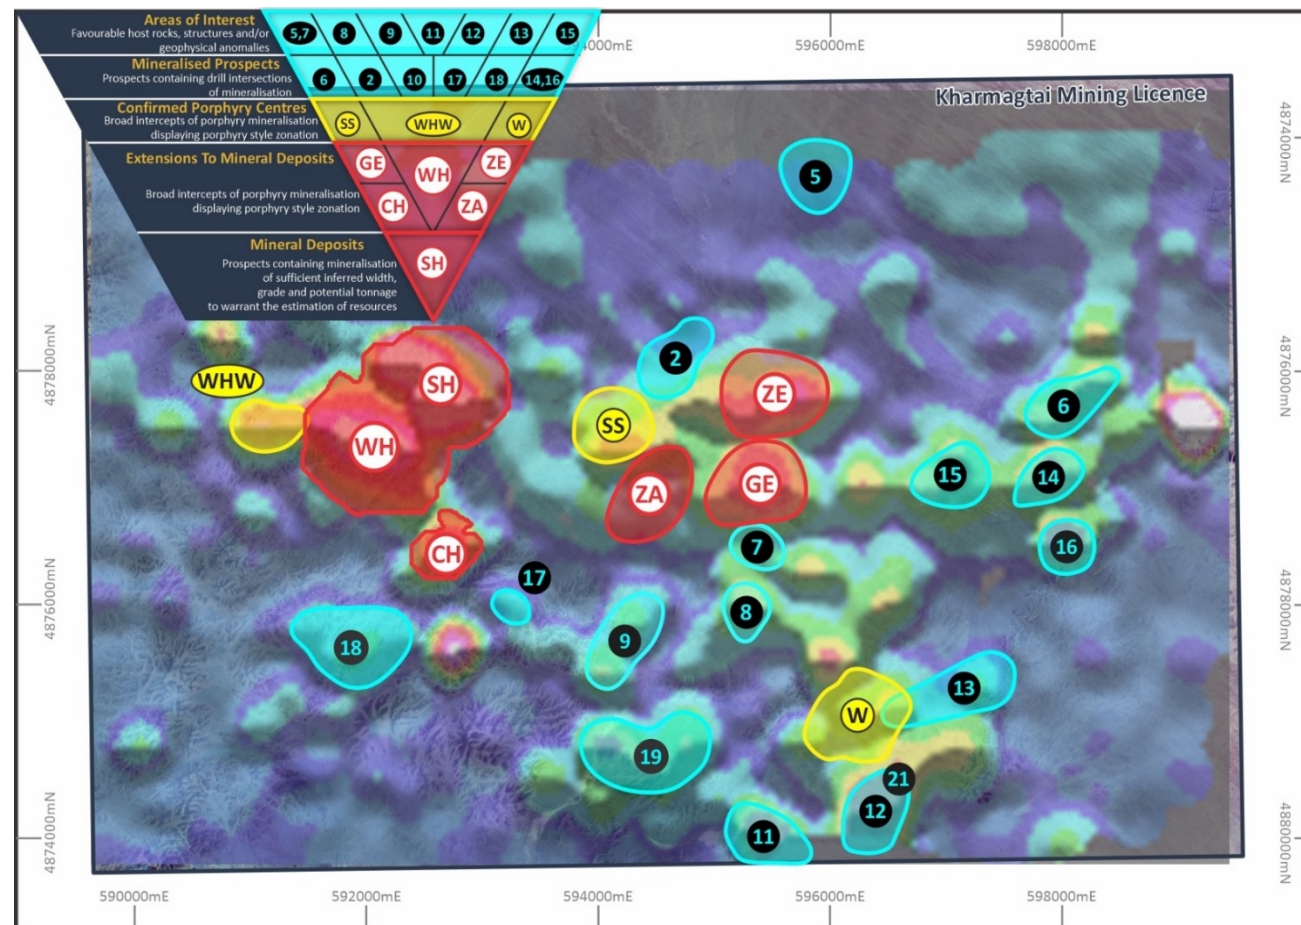 Areas of Interest
Favourable host rocks, structures and/or
geophysical anomalies
5,7 8 9 11 12 13 15
Mineralised Prospects
Prospects containing drill intersections
of mineralisation
6 2 10 17 18 14,16
Confirmed Porphyry Centres
Broad intercepts of porphyry mineralisation
displaying porphyry style zonation
SS WHW W
Extensions To Mineral Deposits
Broad intercepts of porphyry mineralisation
displaying porphyry style zonation
GE WH ZE
CH ZA
Mineral Deposits
Prospects containing mineralisation
of sufficient inferred width,
grade and potential tonnage
to warrant the estimation of resources
SH
4000mE 596000mE 598000mE
Kharmagtai Mining Licence
4874000mN
5
4878000mN
4876000mN
2
WHW
SH
ZE
6
SS
WH
15
14
ZA
GE
7
16
CH
17
4876000mN
4878000mN
8
18
9
13
W
19
21
12
11
4874000mN
4880000mN
590000mE 592000mE 594000mE 596000mE 598000mE